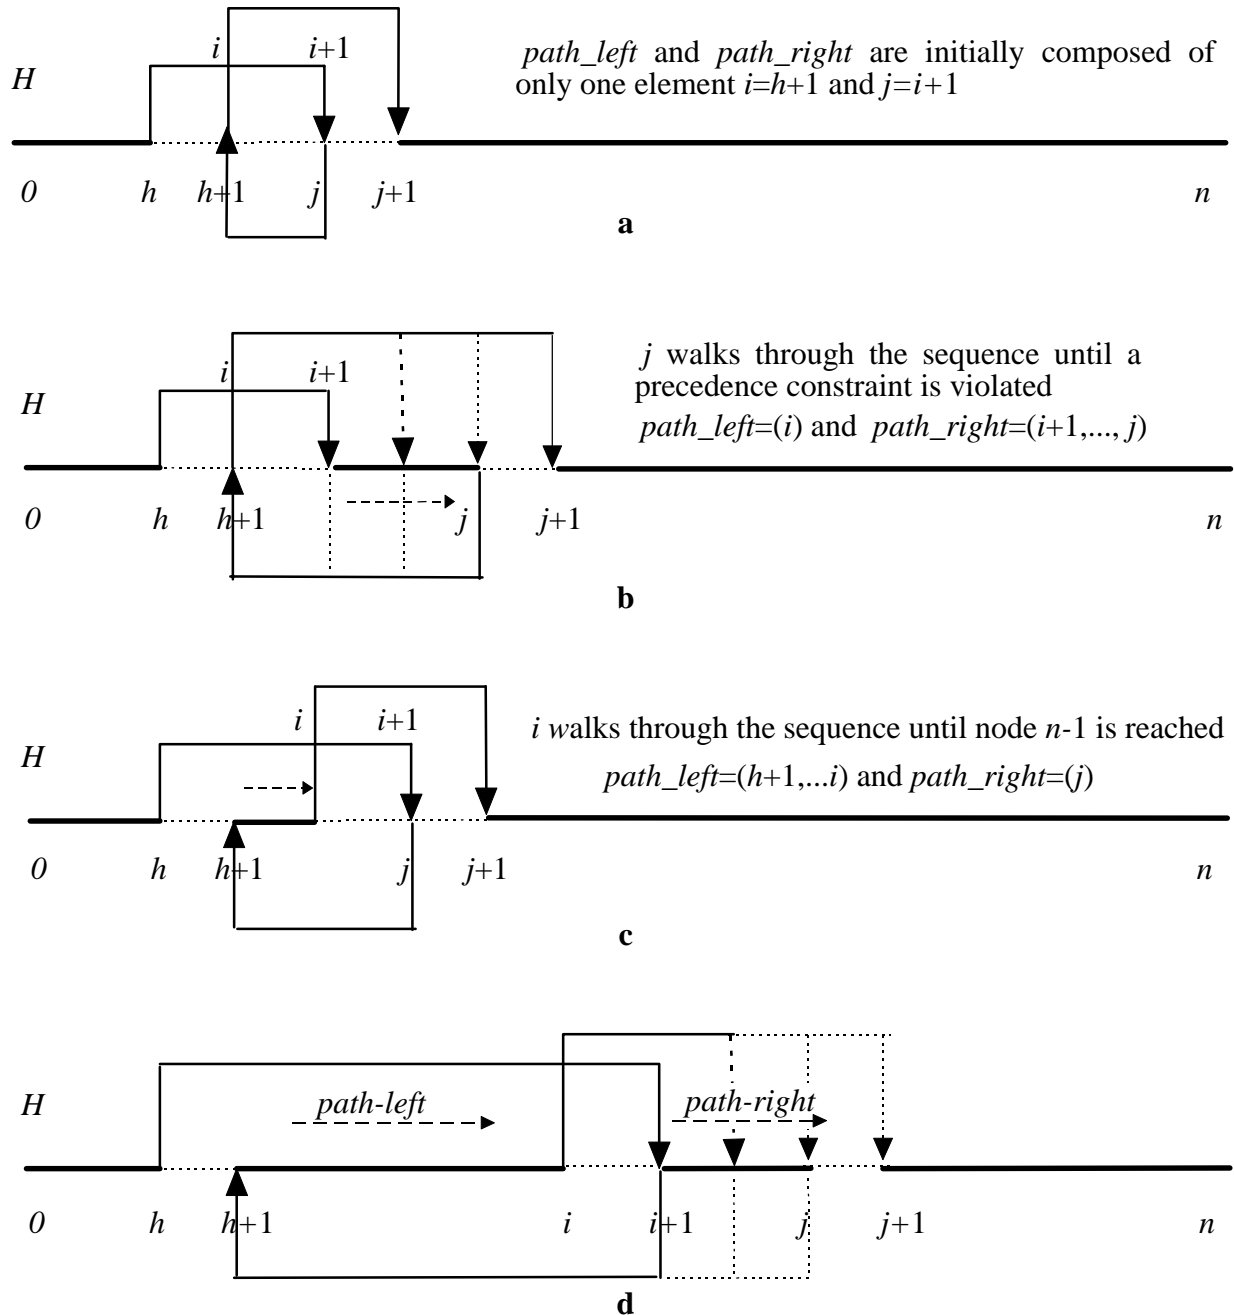 i i+1
path_left and path_right are initially composed of
only one element i=h+1 and j=i+1
H
0 h h+1 j j+1 n
a
j walks through the sequence until a
precedence constraint is violated
path_left=(i) and path_right=(i+1,..., j)
i i+1
H
0 h h+1 j j+1 n
b
i i+1
i walks through the sequence until node n-1 is reached
path_left=(h+1,...i) and path_right=(j)
H
0 h h+1 j j+1 n
c
H path-left path-right
0 h h+1 i i+1 j j+1 n
d